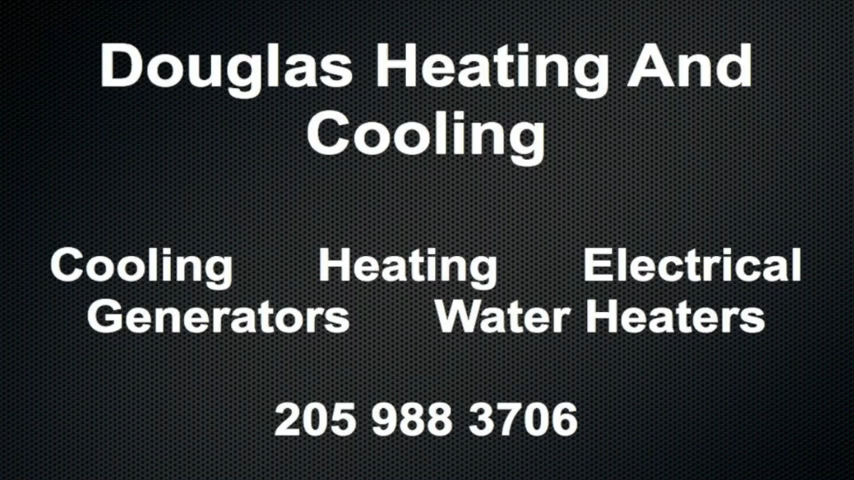 Douglas Heating And
Cooling
Cooling Heating Electrical
Generators Water Heaters
205 988 3706